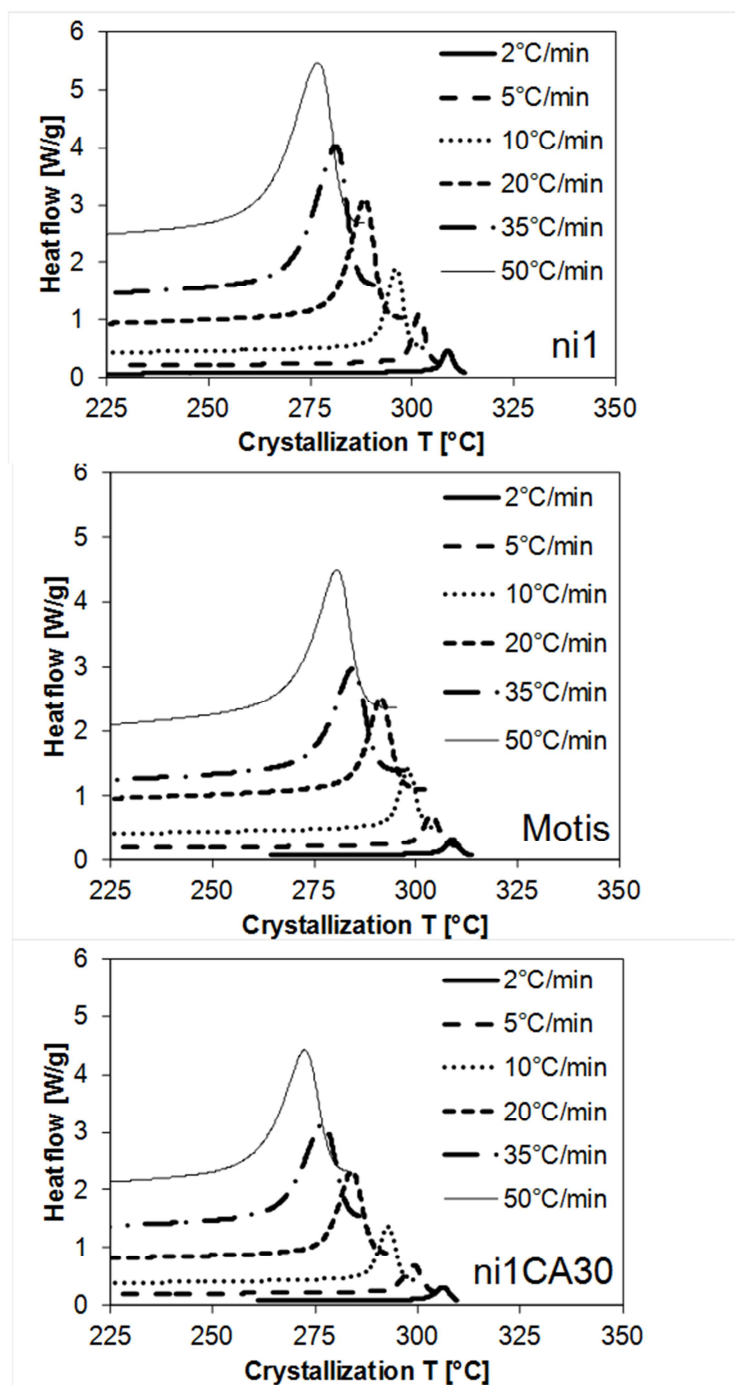 6
5
4
3
2
1
0
Heat flow [W/g]
2°C/min
5°C/min
10°C/min
20°C/min
35°C/min
50°C/min
ni1
225 250 275 300 325 350
Crystallization T [°C]
6
5
4
3
2
1
0
Heat flow [W/g]
2°C/min
5°C/min
10°C/min
20°C/min
35°C/min
50°C/min
Motis
225 250 275 300 325 350
Crystallization T [°C]
6
5
4
3
2
1
0
Heat flow [W/g]
2°C/min
5°C/min
10°C/min
20°C/min
35°C/min
50°C/min
ni1CA30
225 250 275 300 325 350
Crystallization T [°C]